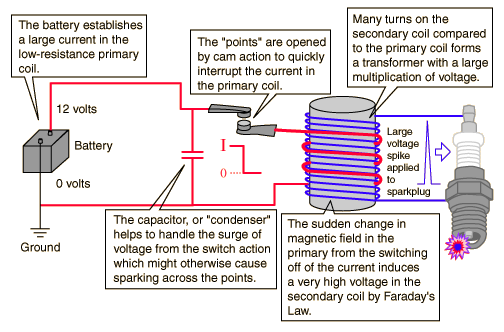 The battery establishes
a large current in the
low-resistance primary
coil.
The "points" are opened
by cam action to quickly
interrupt the current in
the primary coil.
Many turns on the
secondary coil compared
to the primary coil forms
a transformer with a large
multiplication of voltage.
12 volts
Battery
0 volts
Ground
I
0
Large
voltage
spike
applied
to
sparkplug
The capacitor, or "condenser"
helps to handle the surge of
voltage from the switch action
which might otherwise cause
sparking across the points.
The sudden change in
magnetic field in the
primary from the switching
off of the current induces
a very high voltage in the
secondary coil by Faraday's
Law.